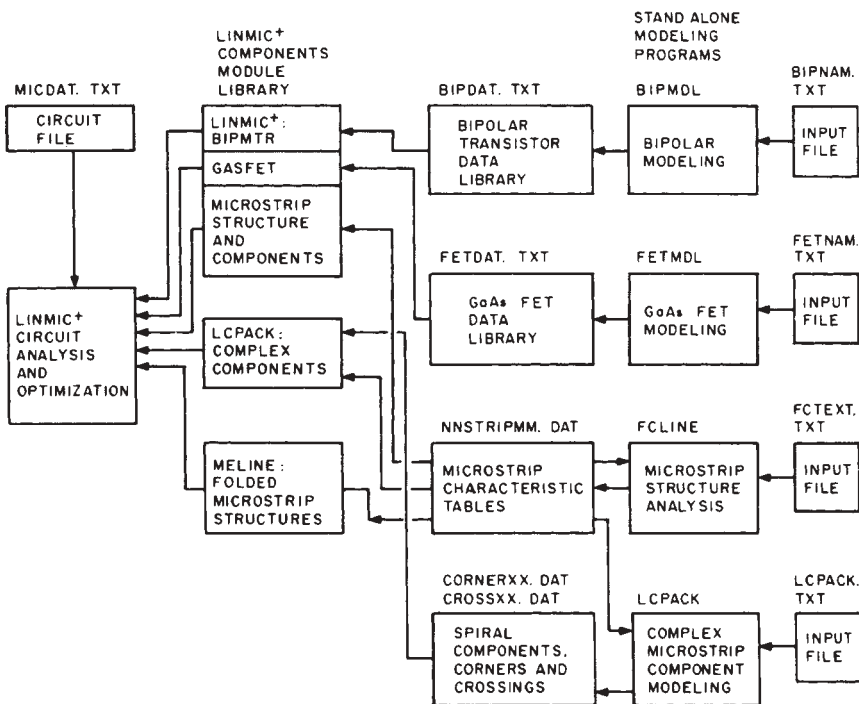 LINMIC+
COMPONENTS
MODULE
LIBRARY
STAND ALONE
MODELING
PROGRAMS
MICDAT. TXT
CIRCUIT
FILE
LINMIC+:
BIPMTR
GASFET
MICROSTRIP
STRUCTURE
AND
COMPONENTS
BIPDAT. TXT
BIPOLAR
TRANSISTOR
DATA
LIBRARY
BIPMDL
BIPOLAR
MODELING
BIPNAM.
TXT
INPUT
FILE
LINMIC+
CIRCUIT
ANALYSIS
AND
OPTIMIZATION
LCPACK:
COMPLEX
COMPONENTS
FETDAT. TXT
GaAs FET
DATA
LIBRARY
FETMDL
GaAs FET
MODELING
FETNAM.
TXT
INPUT
FILE
MELINE:
FOLDED
MICROSTRIP
STRUCTURES
NNSTRIPMM. DAT
MICROSTRIP
CHARACTERISTIC
TABLES
FCLINE
MICROSTRIP
STRUCTURE
ANALYSIS
FCTEXT.
TXT
INPUT
FILE
CORNERXX. DAT
CROSSXX. DAT
SPIRAL
COMPONENTS,
CORNERS AND
CROSSINGS
LCPACK
COMPLEX
MICROSTRIP
COMPONENT
MODELING
LCPACK.
TXT
INPUT
FILE